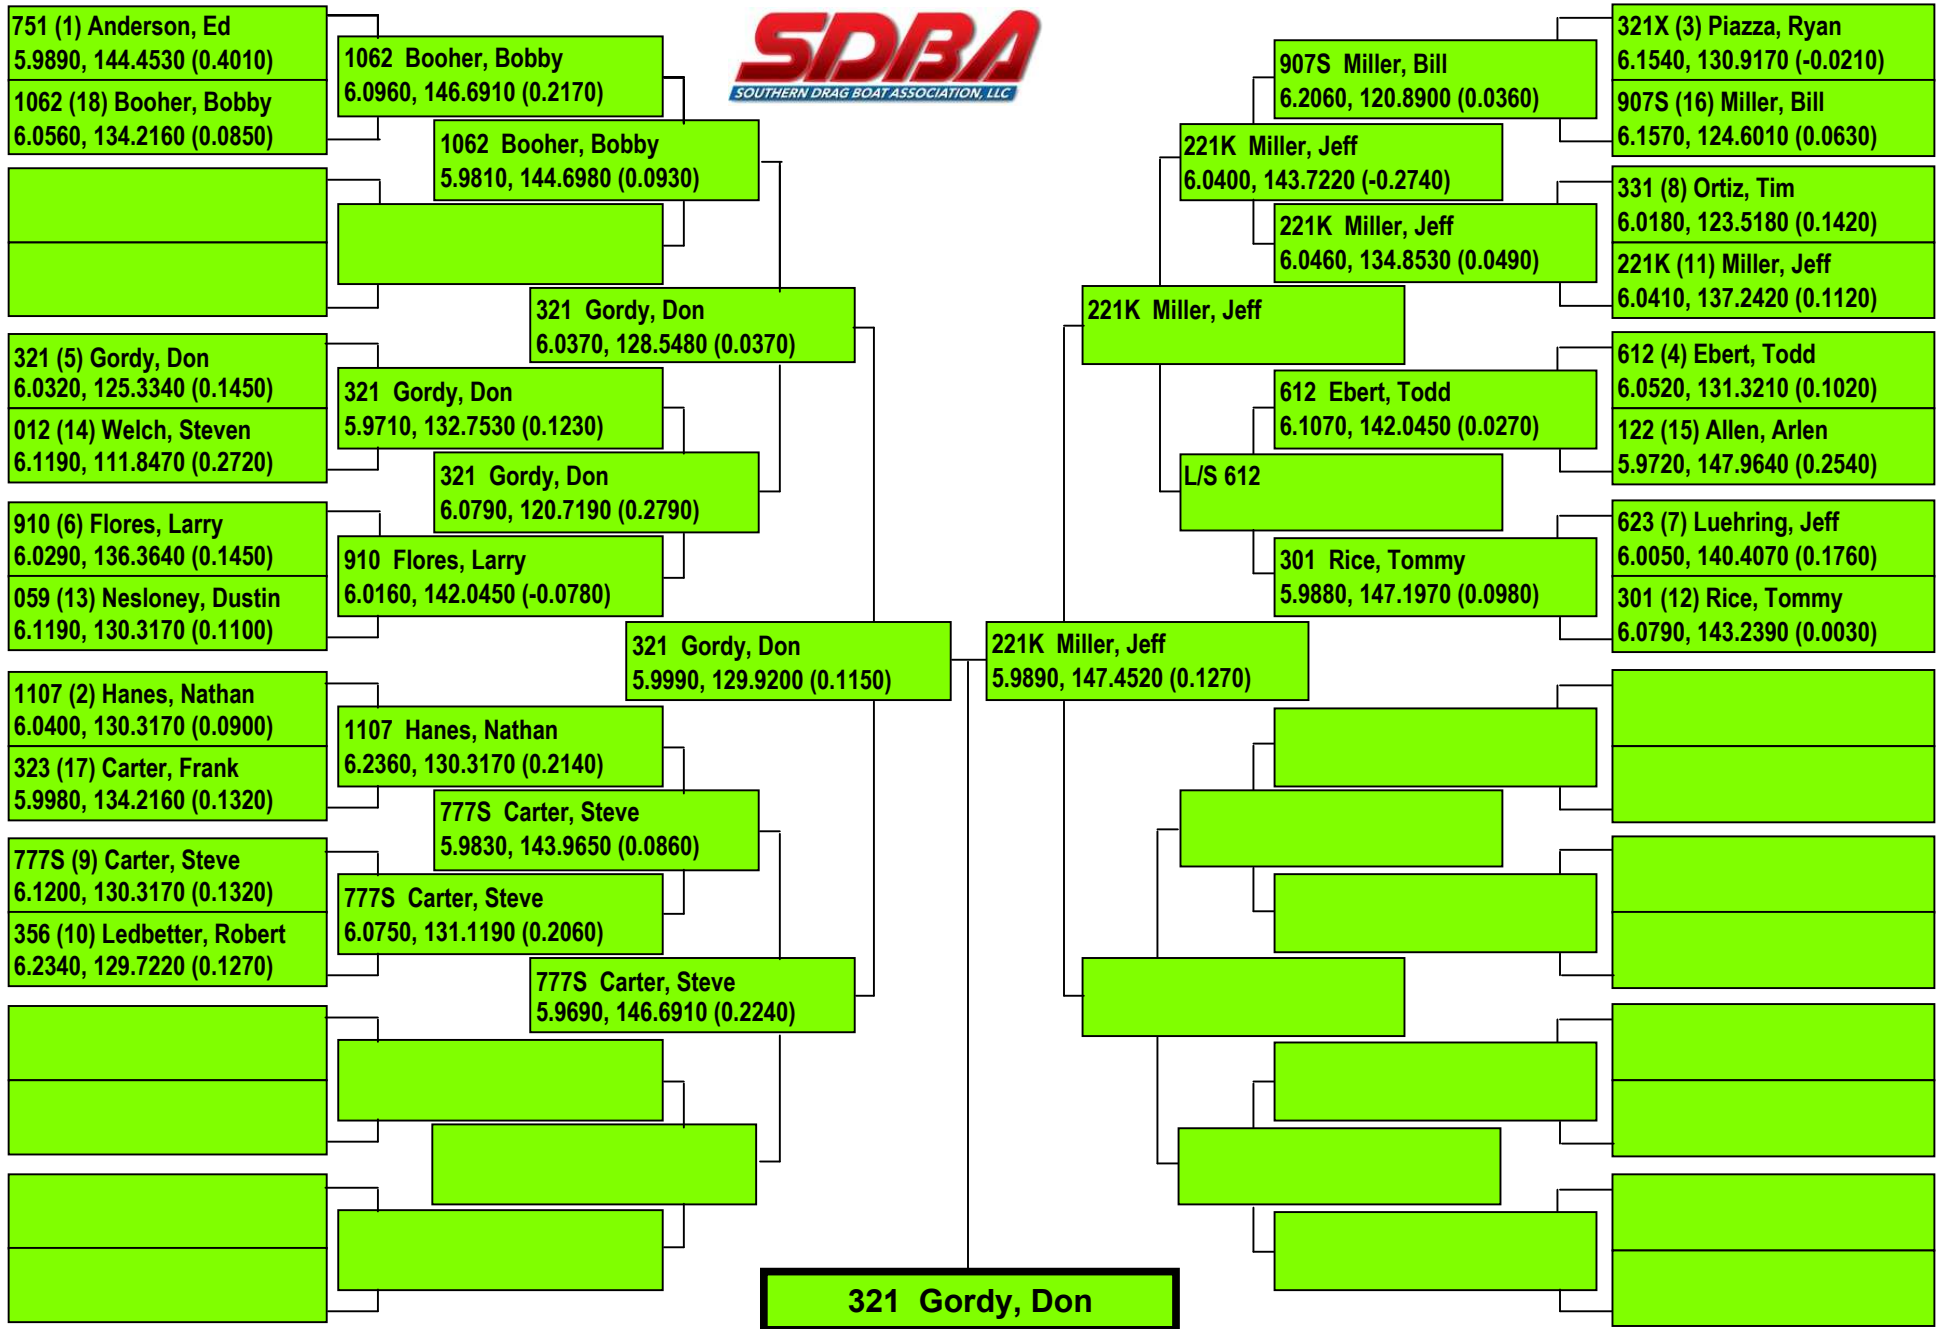 751 (1) Anderson, Ed
5.9890, 144.4530 (0.4010)
1062 (18) Booher, Bobby
6.0560, 134.2160 (0.0850)
321 (5) Gordy, Don
6.0320, 125.3340 (0.1450)
012 (14) Welch, Steven
6.1190, 111.8470 (0.2720)
910 (6) Flores, Larry
6.0290, 136.3640 (0.1450)
059 (13) Nesloney, Dustin
6.1190, 130.3170 (0.1100)
1107 (2) Hanes, Nathan
6.0400, 130.3170 (0.0900)
323 (17) Carter, Frank
5.9980, 134.2160 (0.1320)
777S (9) Carter, Steve
6.1200, 130.3170 (0.1320)
356 (10) Ledbetter, Robert
6.2340, 129.7220 (0.1270)
1062 Booher, Bobby
6.0960, 146.6910 (0.2170)
321 Gordy, Don
5.9710, 132.7530 (0.1230)
910 Flores, Larry
6.0160, 142.0450 (-0.0780)
1107 Hanes, Nathan
6.2360, 130.3170 (0.2140)
777S Carter, Steve
6.0750, 131.1190 (0.2060)
1062 Booher, Bobby
5.9810, 144.6980 (0.0930)
321 Gordy, Don
6.0790, 120.7190 (0.2790)
777S Carter, Steve
5.9830, 143.9650 (0.0860)
321 Gordy, Don
6.0370, 128.5480 (0.0370)
777S Carter, Steve
5.9690, 146.6910 (0.2240)
321 Gordy, Don
5.9990, 129.9200 (0.1150)
SDBA
SOUTHERN DRAG BOAT ASSOCIATION, LLC
321 Gordy, Don
221K Miller, Jeff
5.9890, 147.4520 (0.1270)
221K Miller, Jeff
221K Miller, Jeff
6.0400, 143.7220 (-0.2740)
L/S 612
907S Miller, Bill
6.2060, 120.8900 (0.0360)
221K Miller, Jeff
6.0460, 134.8530 (0.0490)
612 Ebert, Todd
6.1070, 142.0450 (0.0270)
301 Rice, Tommy
5.9880, 147.1970 (0.0980)
321X (3) Piazza, Ryan
6.1540, 130.9170 (-0.0210)
907S (16) Miller, Bill
6.1570, 124.6010 (0.0630)
331 (8) Ortiz, Tim
6.0180, 123.5180 (0.1420)
221K (11) Miller, Jeff
6.0410, 137.2420 (0.1120)
612 (4) Ebert, Todd
6.0520, 131.3210 (0.1020)
122 (15) Allen, Arlen
5.9720, 147.9640 (0.2540)
623 (7) Luehring, Jeff
6.0050, 140.4070 (0.1760)
301 (12) Rice, Tommy
6.0790, 143.2390 (0.0030)